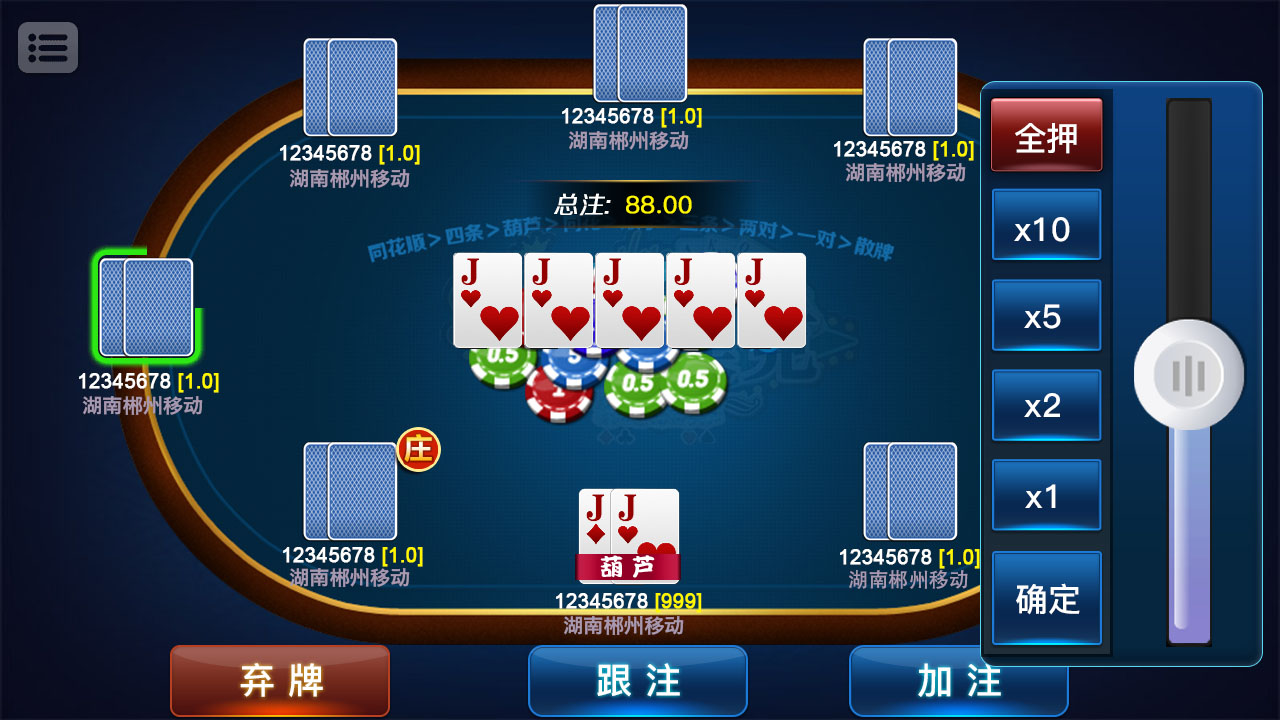 12345678 [1.0]
湖南郴州移动
12345678 [1.0]
湖南郴州移动
12345678 [1.0]
湖南郴州移动
总注: 88.00
同花顺>四条>葫芦>
三条>两对>一对>散牌
J J J J J
0.5 5 1 0.5 0.5
12345678 [1.0]
湖南郴州移动
庄
12345678 [1.0]
湖南郴州移动
J J
葫芦
12345678 [999]
湖南郴州移动
12345678 [1.0]
湖南郴州移动
全押
x10
x5
x2
x1
确定
弃牌
跟注
加注